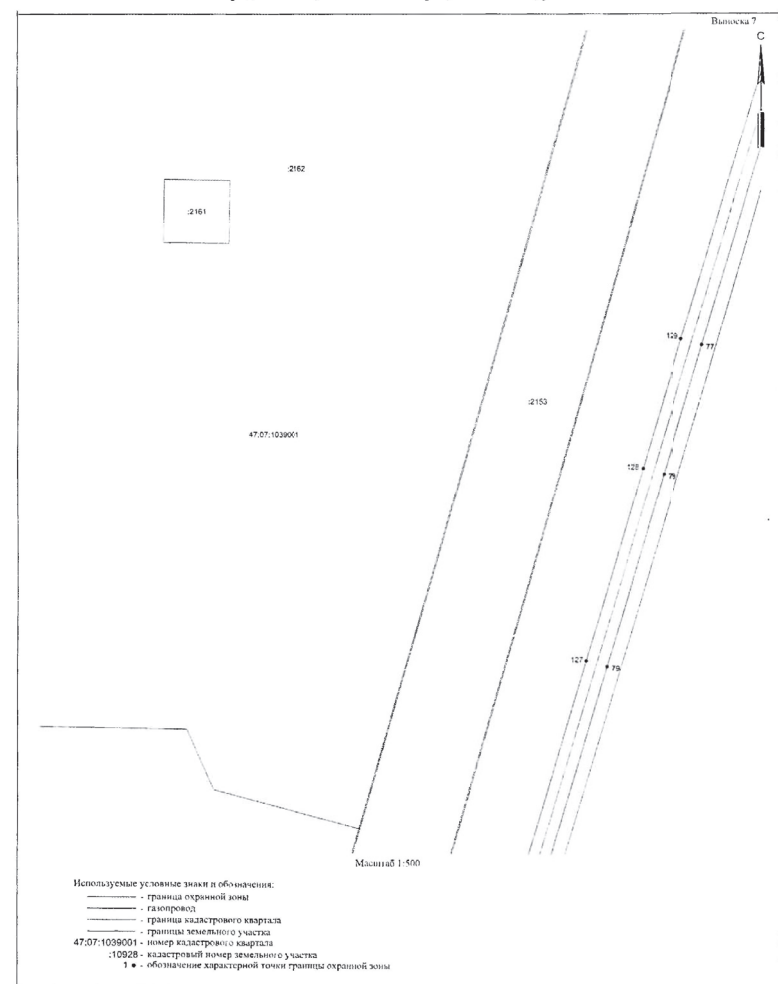 Выноска 7
С
:2162
:2161
129
77
:2153
47:07:1039001
128
78
127
79
Масштаб 1:500
Используемые условные знаки и обозначения:
- граница охранной зоны
- газопровод
- граница кадастрового квартала
- границы земельного участка
47:07:1039001 - номер кадастрового квартала
:10928 - кадастровый номер земельного участка
1 ● - обозначение характерной точки границы охранной зоны